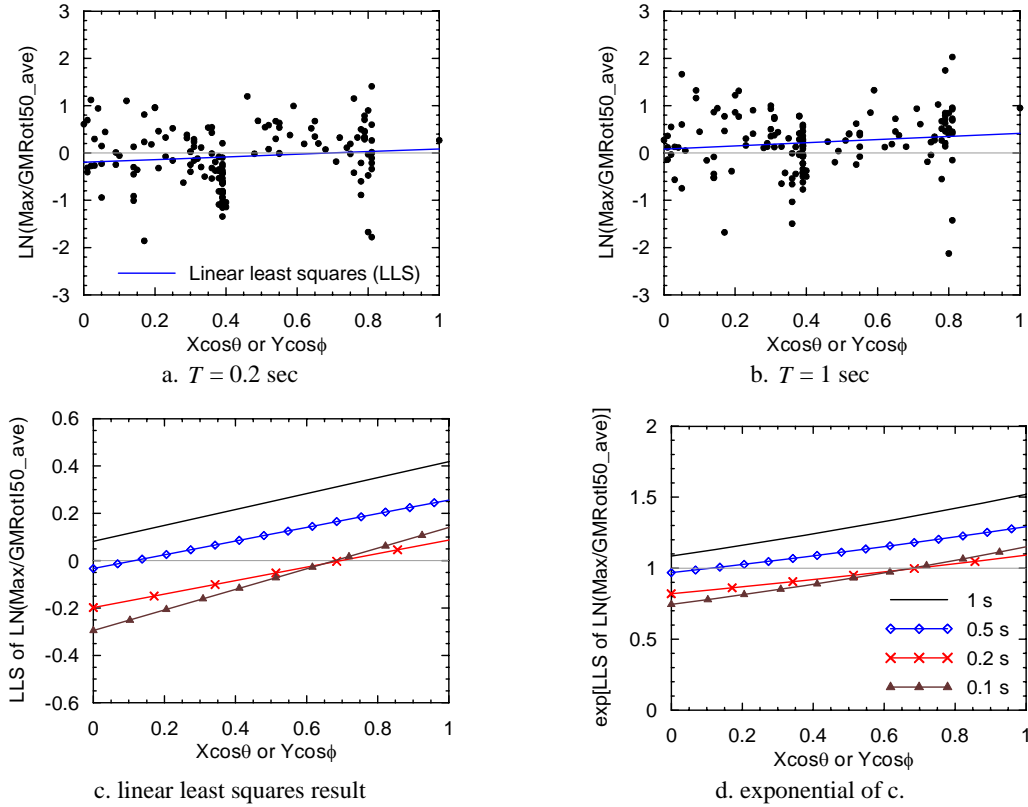 3
2
1
0
-1
-2
-3
LN(Max/GMRotI50_ave)
Linear least squares (LLS)
0 0.2 0.4 0.6 0.8 1
Xcosθ or Ycosϕ
a. T = 0.2 sec
3
2
1
0
-1
-2
-3
LN(Max/GMRotI50_ave)
0 0.2 0.4 0.6 0.8 1
Xcosθ or Ycosϕ
b. T = 1 sec
0.6
0.4
0.2
0
-0.2
-0.4
-0.6
LLS of LN(Max/GMRotI50_ave)
0 0.2 0.4 0.6 0.8 1
Xcosθ or Ycosϕ
c. linear least squares result
2
1.5
1
0.5
0
exp[LLS of LN(Max/GMRotI50_ave)]
1 s
0.5 s
0.2 s
0.1 s
0 0.2 0.4 0.6 0.8 1
Xcosθ or Ycosϕ
d. exponential of c.